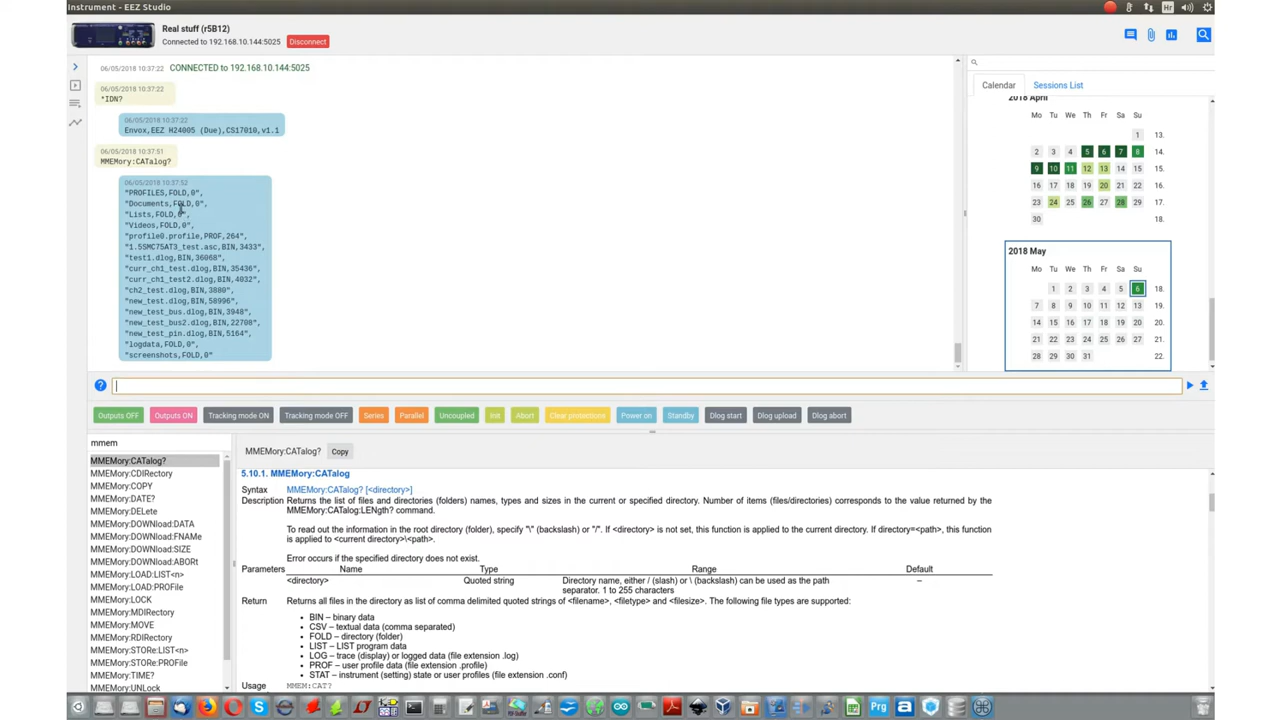 Instrument - EEZ Studio
Hr
Real stuff (r5B12)
Connected to 192.168.10.144:5025 Disconnect
06/05/2018 10:37:22 CONNECTED to 192.168.10.144:5025
06/05/2018 10:37:22
*IDN?
06/05/2018 10:37:22
Envox,EEZ H24005 (Due),CS17010,v1.1
06/05/2018 10:37:51
MMEMory:CATalog?
06/05/2018 10:37:52
"PROFILES,FOLD,0",
"Documents,FOLD,0",
"Lists,FOLD,0",
"Videos,FOLD,0",
"profile0.profile,PROF,264",
"1.5SMC75AT3_test.asc,BIN,3433",
"test1.dlog,BIN,36068",
"curr_ch1_test.dlog,BIN,35436",
"curr_ch1_test2.dlog,BIN,4032",
"ch2_test.dlog,BIN,3880",
"new_test.dlog,BIN,58996",
"new_test_bus.dlog,BIN,3948",
"new_test_bus2.dlog,BIN,22708",
"new_test_pin.dlog,BIN,5164",
"logdata,FOLD,0",
"screenshots,FOLD,0"
Calendar Sessions List
2018 April
Mo Tu We Th Fr Sa Su
1 13.
2 3 4 5 6 7 8 14.
9 10 11 12 13 14 15 15.
16 17 18 19 20 21 22 16.
23 24 25 26 27 28 29 17.
30 18.
2018 May
Mo Tu We Th Fr Sa Su
1 2 3 4 5 6 18.
7 8 9 10 11 12 13 19.
14 15 16 17 18 19 20 20.
21 22 23 24 25 26 27 21.
28 29 30 31 22.
?
Outputs OFF Outputs ON Tracking mode ON Tracking mode OFF Series Parallel Uncoupled Init Abort Clear protections Power on Standby Dlog start Dlog upload Dlog abort
mmem
MMEMory:CATalog?
MMEMory:CDIRectory
MMEMory:COPY
MMEMory:DATE?
MMEMory:DELete
MMEMory:DOWNload:DATA
MMEMory:DOWNload:FNAMe
MMEMory:DOWNload:SIZE
MMEMory:DOWNload:ABORt
MMEMory:LOAD:LIST<n>
MMEMory:LOAD:PROFile
MMEMory:LOCK
MMEMory:MDIRectory
MMEMory:MOVE
MMEMory:RDIRectory
MMEMory:STORe:LIST<n>
MMEMory:STORe:PROFile
MMEMory:TIME?
MMEMory:UNLock
MMEMory:CATalog? Copy
5.10.1. MMEMory:CATalog
Syntax MMEMory:CATalog? [<directory>]
Description Returns the list of files and directories (folders) names, types and sizes in the current or specified directory. Number of items (files/directories) corresponds to the value returned by the
MMEMory:CATalog:LENgth? command.
To read out the information in the root directory (folder), specify "\" (backslash) or "/". If <directory> is not set, this function is applied to the current directory. If directory=<path>, this function
is applied to <current directory>\<path>.
Error occurs if the specified directory does not exist.
Parameters Name Type Range Default
<directory> Quoted string Directory name, either / (slash) or \ (backslash) can be used as the path –
separator. 1 to 255 characters
Return Returns all files in the directory as list of comma delimited quoted strings of <filename>, <filetype> and <filesize>. The following file types are supported:
• BIN – binary data
• CSV – textual data (comma separated)
• FOLD – directory (folder)
• LIST – LIST program data
• LOG – trace (display) or logged data (file extension .log)
• PROF – user profile data (file extension .profile)
• STAT – instrument (setting) state or user profiles (file extension .conf)
Usage MMEM:CAT?
Prg